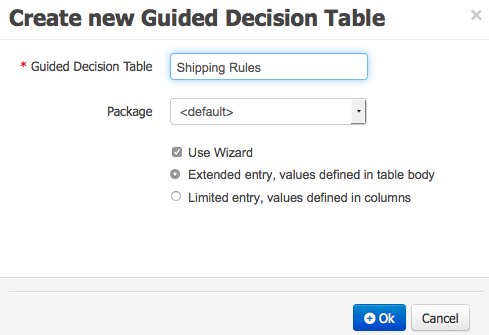 Create new Guided Decision Table ×
* Guided Decision Table Shipping Rules
Package <default>
Use Wizard
Extended entry, values defined in table body
Limited entry, values defined in columns
Ok Cancel